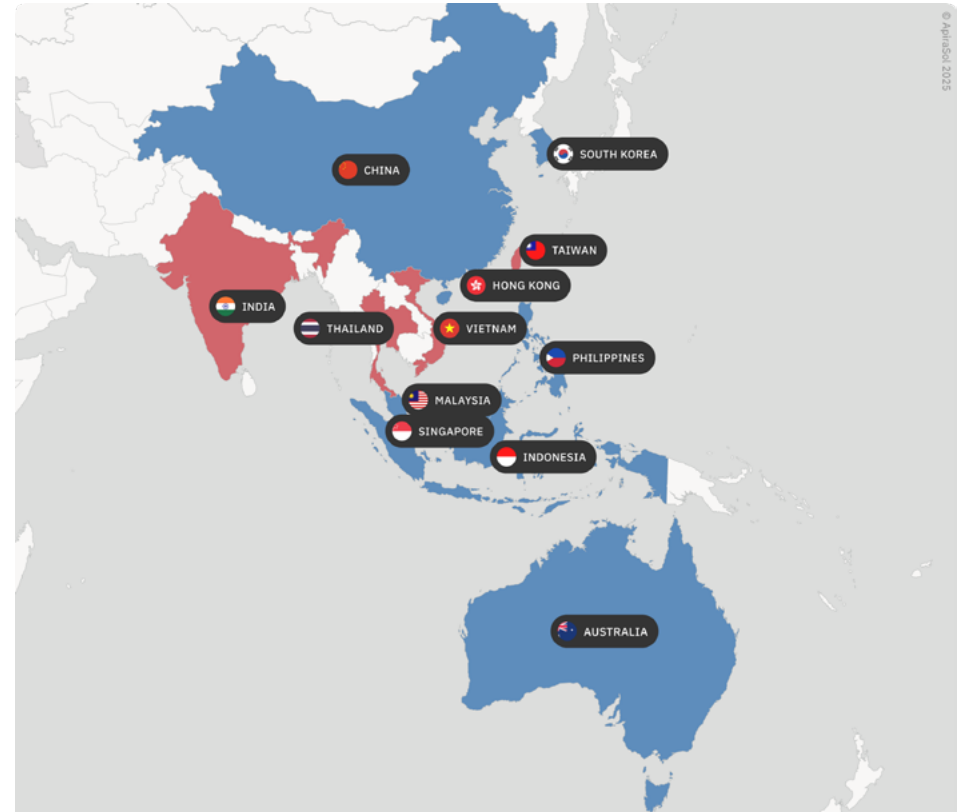 © ApiraSol 2025
SOUTH KOREA
CHINA
TAIWAN
HONG KONG
INDIA
THAILAND
VIETNAM
PHILIPPINES
MALAYSIA
SINGAPORE
INDONESIA
AUSTRALIA